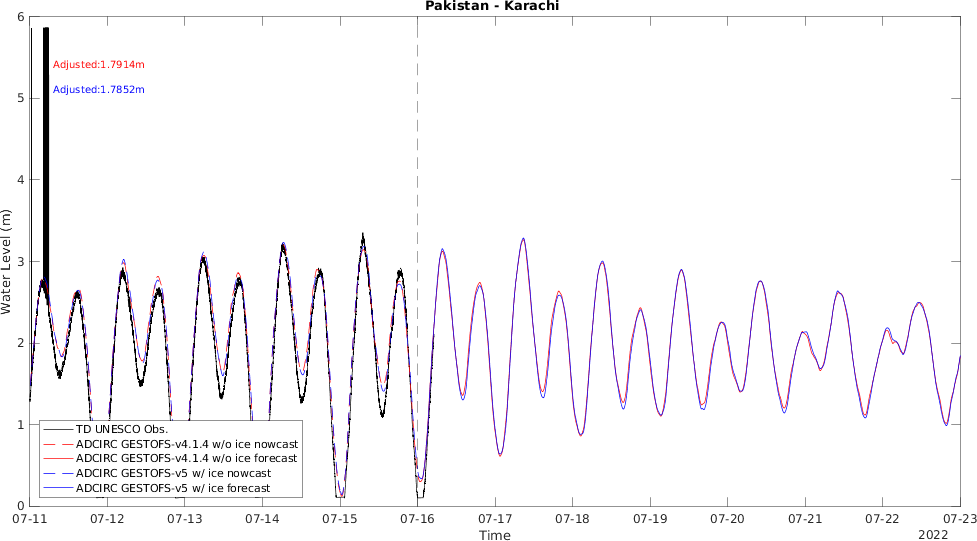 Pakistan - Karachi
6
5
4
3
2
1
0
Water Level (m)
Adjusted:1.7914m
Adjusted:1.7852m
TD UNESCO Obs.
ADCIRC GESTOFS-v4.1.4 w/o ice nowcast
ADCIRC GESTOFS-v4.1.4 w/o ice forecast
ADCIRC GESTOFS-v5 w/ ice nowcast
ADCIRC GESTOFS-v5 w/ ice forecast
07-11 07-12 07-13 07-14 07-15 07-16 07-17 07-18 07-19 07-20 07-21 07-22 07-23
Time
2022